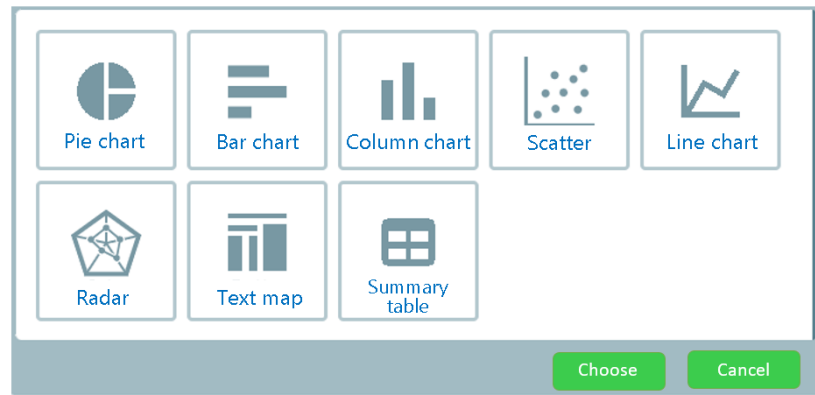 Pie chart
Bar chart
Column chart
Scatter
Line chart
Radar
Text map
Summary
table
Choose
Cancel